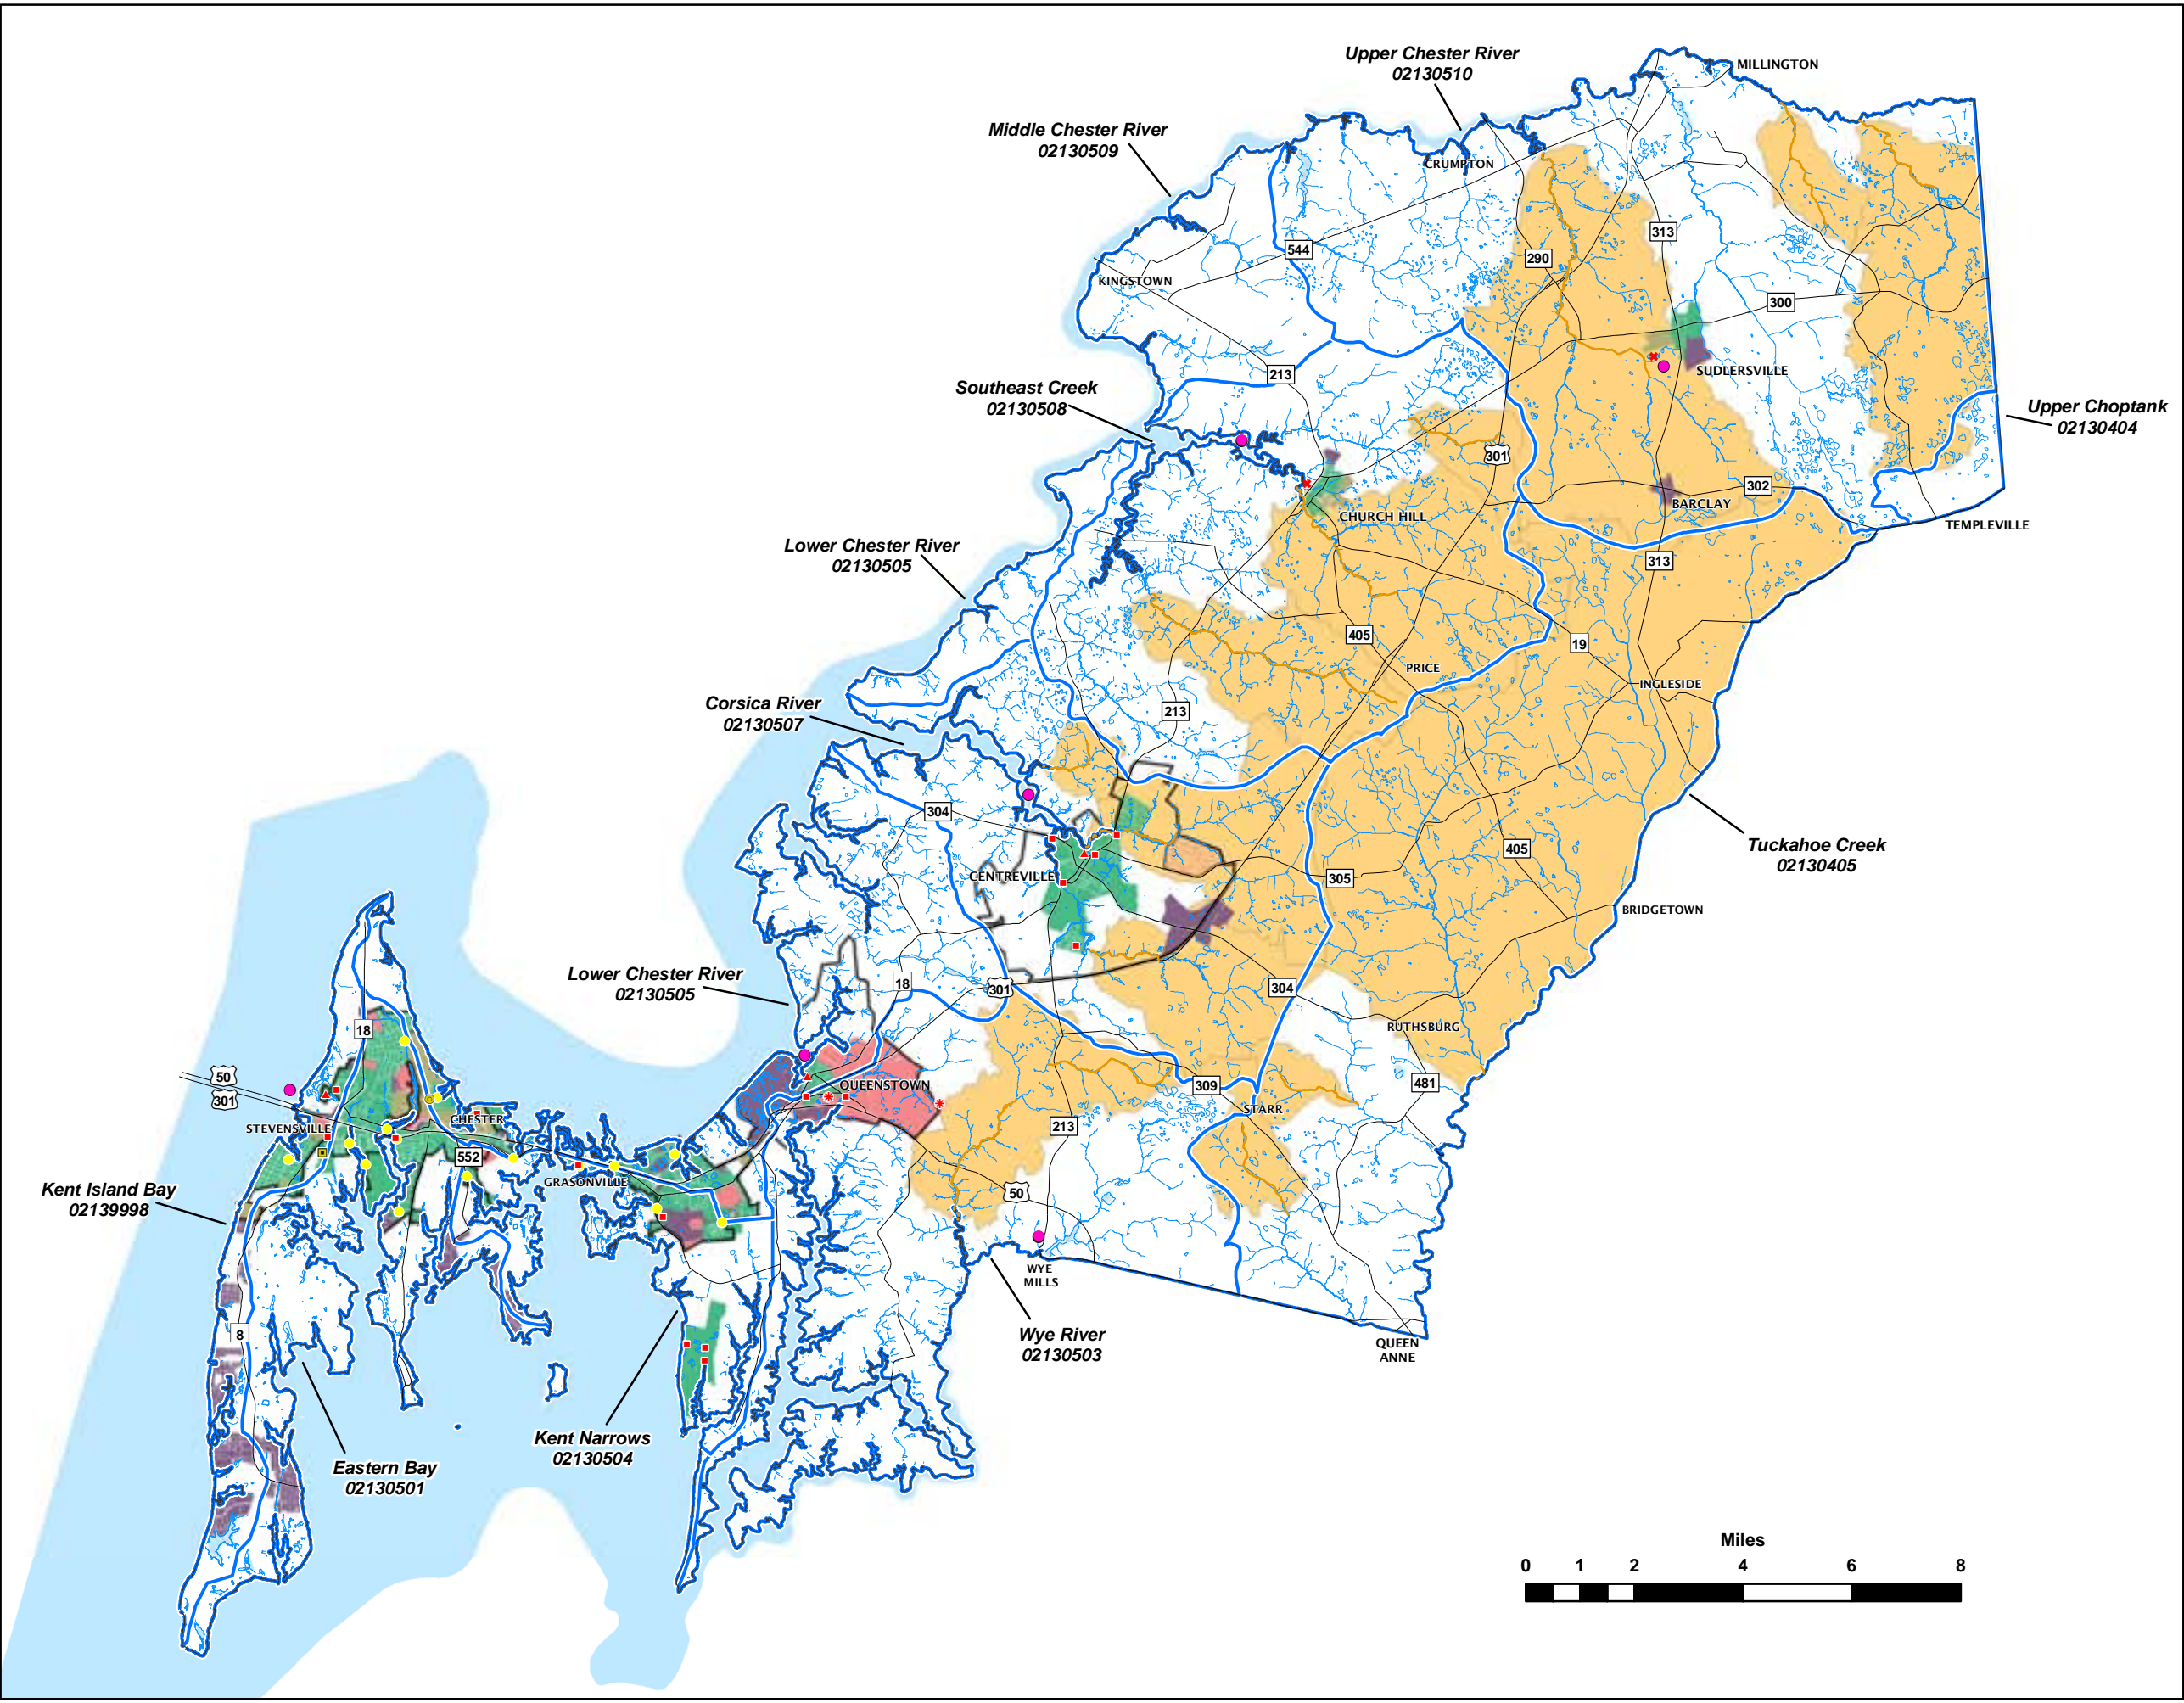 Upper Chester River
02130510
MILLINGTON
Middle Chester River
02130509
CRUMPTON
313
544
290
KINGSTOWN
300
213
SUDLERSVILLE
Southeast Creek
02130508
Upper Choptank
02130404
301
302
BARCLAY
CHURCH HILL
TEMPLEVILLE
Lower Chester River
02130505
313
405
19
PRICE
INGLESIDE
Corsica River
02130507
213
304
405
Tuckahoe Creek
02130405
CENTREVILLE
305
BRIDGETOWN
Lower Chester River
02130505
18
301
304
18
RUTHSBURG
50
301
QUEENSTOWN
309
481
STARR
CHESTER
STEVENSVILLE
213
552
GRASONVILLE
Kent Island Bay
02139998
50
WYE
MILLS
8
Wye River
02130503
QUEEN
ANNE
Kent Narrows
02130504
Eastern Bay
02130501
Miles
0 1 2 4 6 8